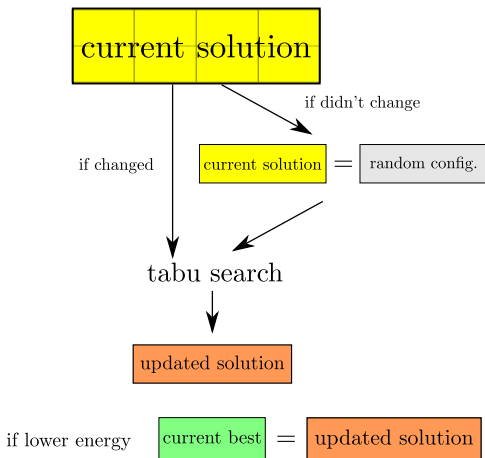 current solution
if didn't change
if changed
current solution = random config.
tabu search
updated solution
if lower energy current best = updated solution